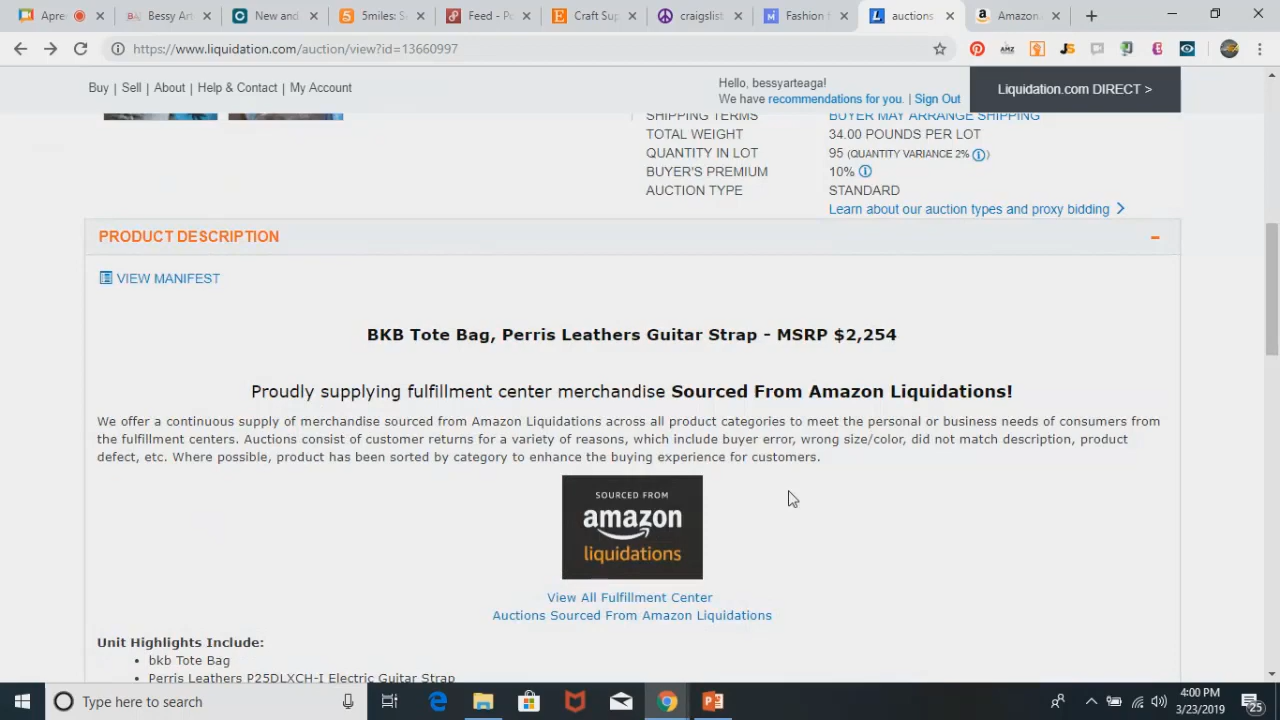 Apre
Bessy Ar
New and
5miles: S
Feed - Po
Craft Sup
craigslist
Fashion
auctions
Amazon
https://www.liquidation.com/auction/view?id=13660997
Buy | Sell | About | Help & Contact | My Account
Hello, bessyarteaga!
We have recommendations for you. | Sign Out
Liquidation.com DIRECT >
SHIPPING TERMS BUYER MAY ARRANGE SHIPPING
TOTAL WEIGHT 34.00 POUNDS PER LOT
QUANTITY IN LOT 95 (QUANTITY VARIANCE 2% )
BUYER'S PREMIUM 10%
AUCTION TYPE STANDARD
Learn about our auction types and proxy bidding
PRODUCT DESCRIPTION
VIEW MANIFEST
BKB Tote Bag, Perris Leathers Guitar Strap - MSRP $2,254
Proudly supplying fulfillment center merchandise Sourced From Amazon Liquidations!
We offer a continuous supply of merchandise sourced from Amazon Liquidations across all product categories to meet the personal or business needs of consumers from
the fulfillment centers. Auctions consist of customer returns for a variety of reasons, which include buyer error, wrong size/color, did not match description, product
defect, etc. Where possible, product has been sorted by category to enhance the buying experience for customers.
SOURCED FROM
amazon
liquidations
View All Fulfillment Center
Auctions Sourced From Amazon Liquidations
Unit Highlights Include:
• bkb Tote Bag
• Perris Leathers P25DLXCH-I Electric Guitar Strap
Type here to search
4:00 PM
3/23/2019
25